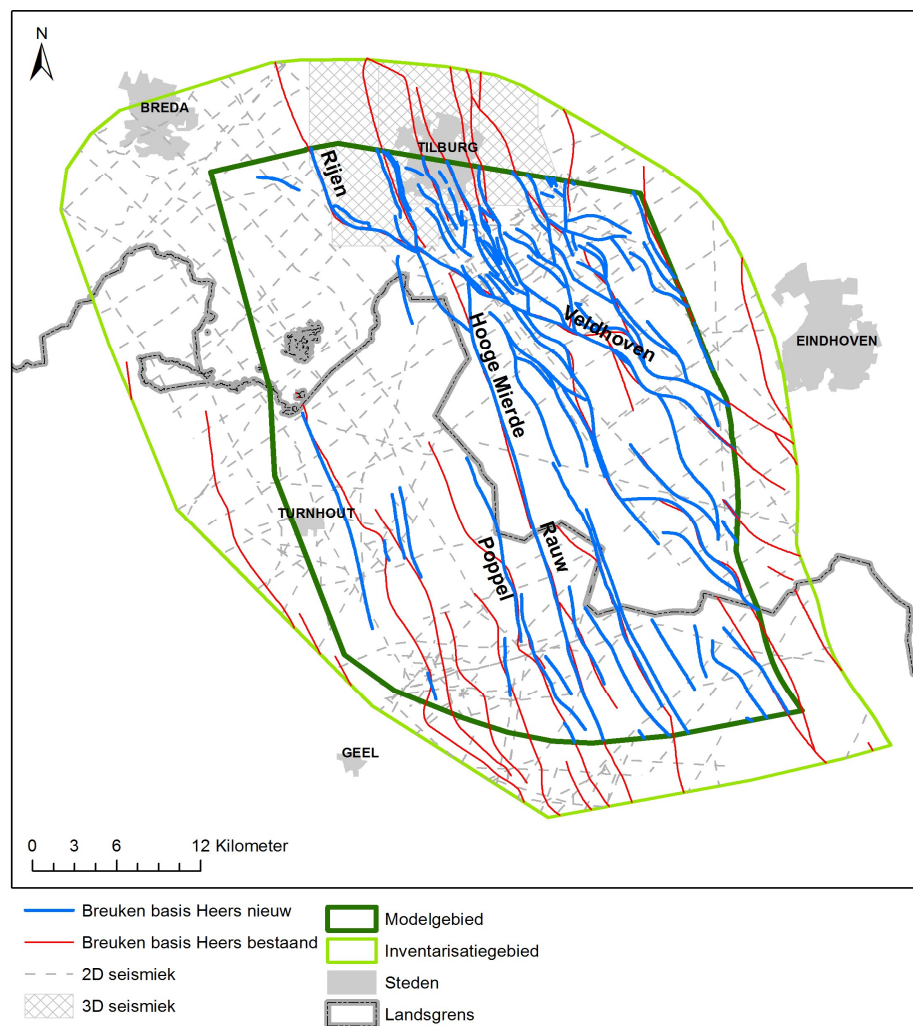 N
BREDA
TILBURG
Rijen
EINDHOVEN
Veldhoven
Hooge Mierde
TURNHOUT
Rauw
Poppel
GEEL
0 3 6 12 Kilometer
Breuken basis Heers nieuw
Breuken basis Heers bestaand
2D seismiek
3D seismiek
Modelgebied
Inventarisatiegebied
Steden
Landsgrens